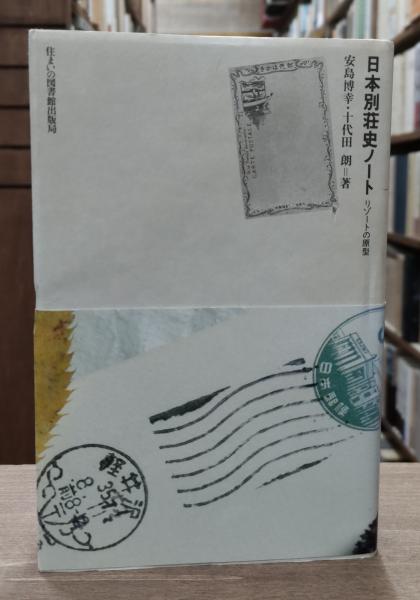 日本別荘史ノート リゾートの原型
安島博幸・十代田 朗=著
住まいの図書館出版局
軽井沢